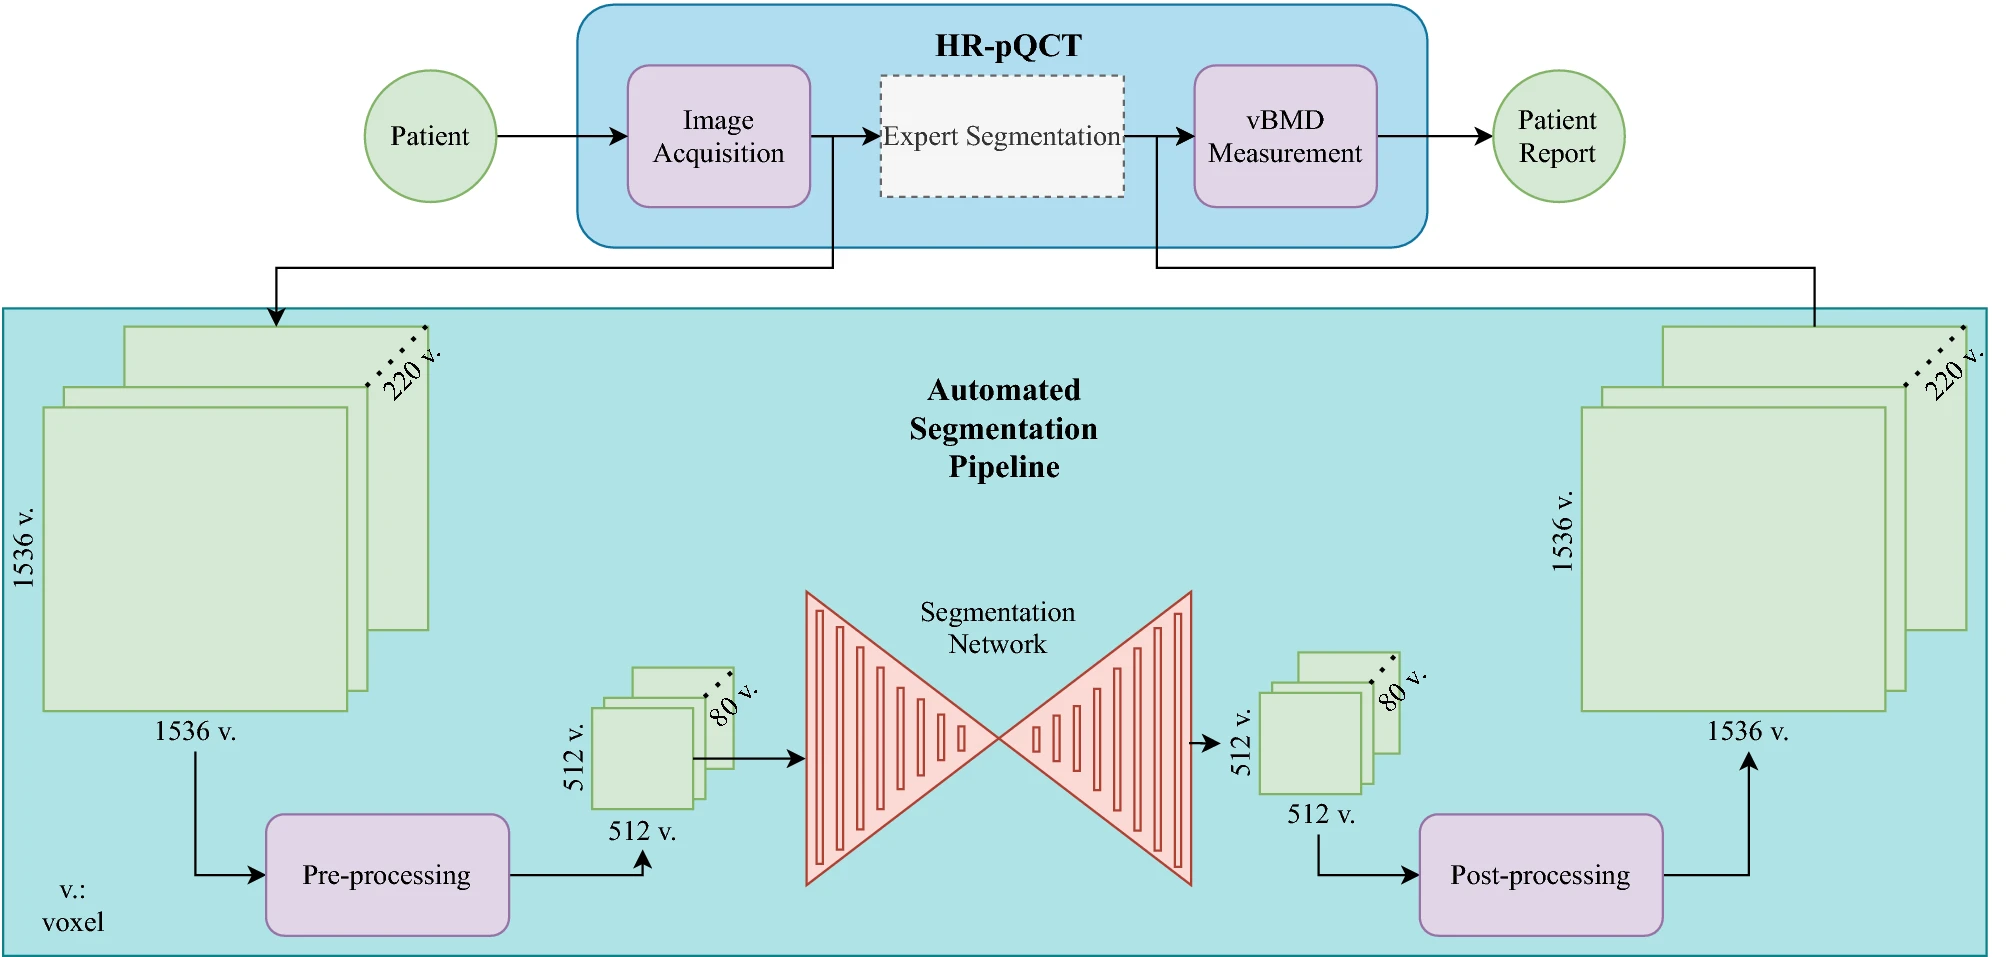 HR-pQCT
Patient
Image
Acquisition
Expert Segmentation
vBMD
Measurement
Patient
Report
220 v.
1536 v.
1536 v.
Automated
Segmentation
Pipeline
220 v.
1536 v.
1536 v.
Segmentation
Network
80 v.
512 v.
512 v.
80 v.
512 v.
512 v.
Pre-processing
Post-processing
v.:
voxel